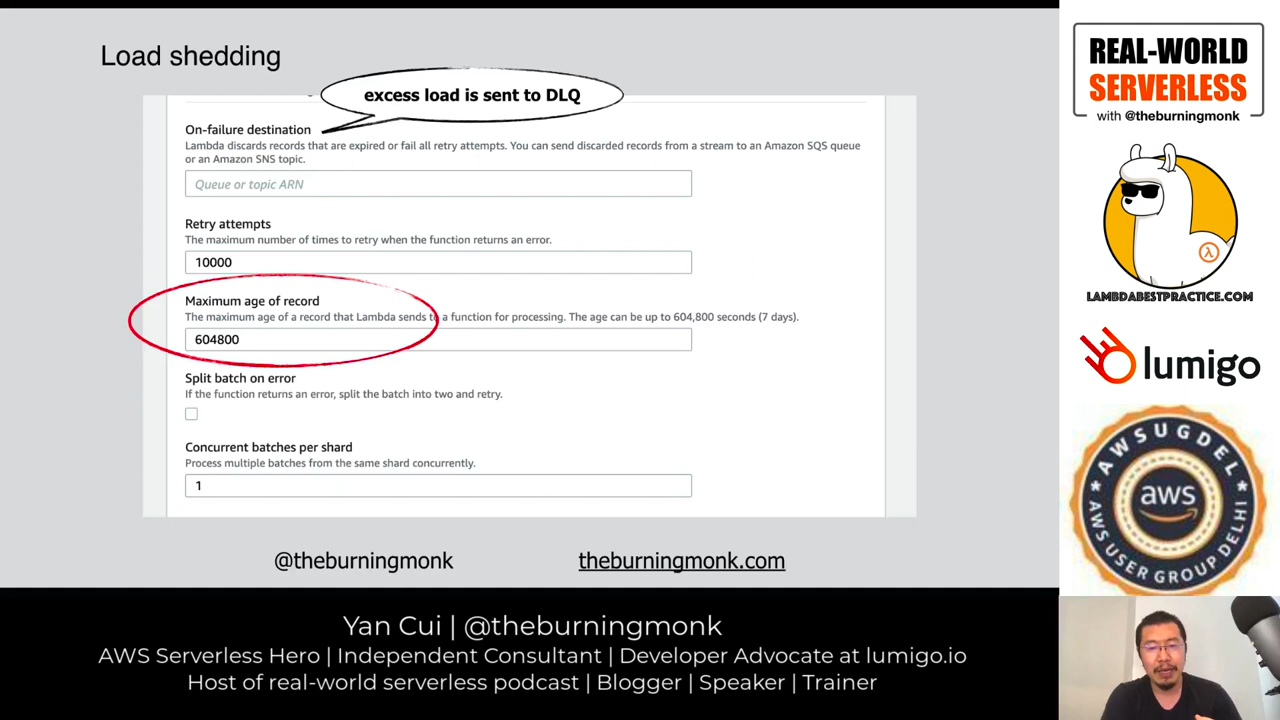 Load shedding
excess load is sent to DLQ
On-failure destination
Lambda discards records that are expired or fail all retry attempts. You can send discarded records from a stream to an Amazon SQS queue
or an Amazon SNS topic.
Queue or topic ARN
Retry attempts
The maximum number of times to retry when the function returns an error.
10000
Maximum age of record
The maximum age of a record that Lambda sends to a function for processing. The age can be up to 604,800 seconds (7 days).
604800
Split batch on error
If the function returns an error, split the batch into two and retry.
Concurrent batches per shard
Process multiple batches from the same shard concurrently.
1
@theburningmonk theburningmonk.com
Yan Cui | @theburningmonk
AWS Serverless Hero | Independent Consultant | Developer Advocate at lumigo.io
Host of real-world serverless podcast | Blogger | Speaker | Trainer
REAL-WORLD
SERVERLESS
with @theburningmonk
λ
LAMBDABESTPRACTICE.COM
lumigo
AWSUGDEL
aws
AWS USER GROUP DELHI